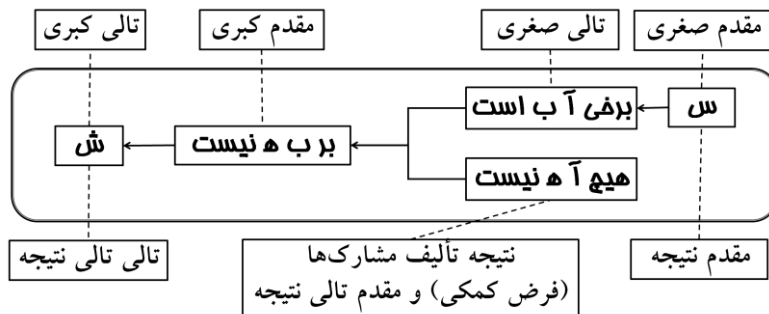 مقدم صغری
تالی صغری
مقدم کبری
تالی کبری
س
برخی آ ب است
بر ب ه نیست
ش
هیچ آ ه نیست
مقدم نتیجه
نتیجه تألیف مشارک‌ها
(فرض کمکی) و مقدم تالی نتیجه
تالی تالی نتیجه